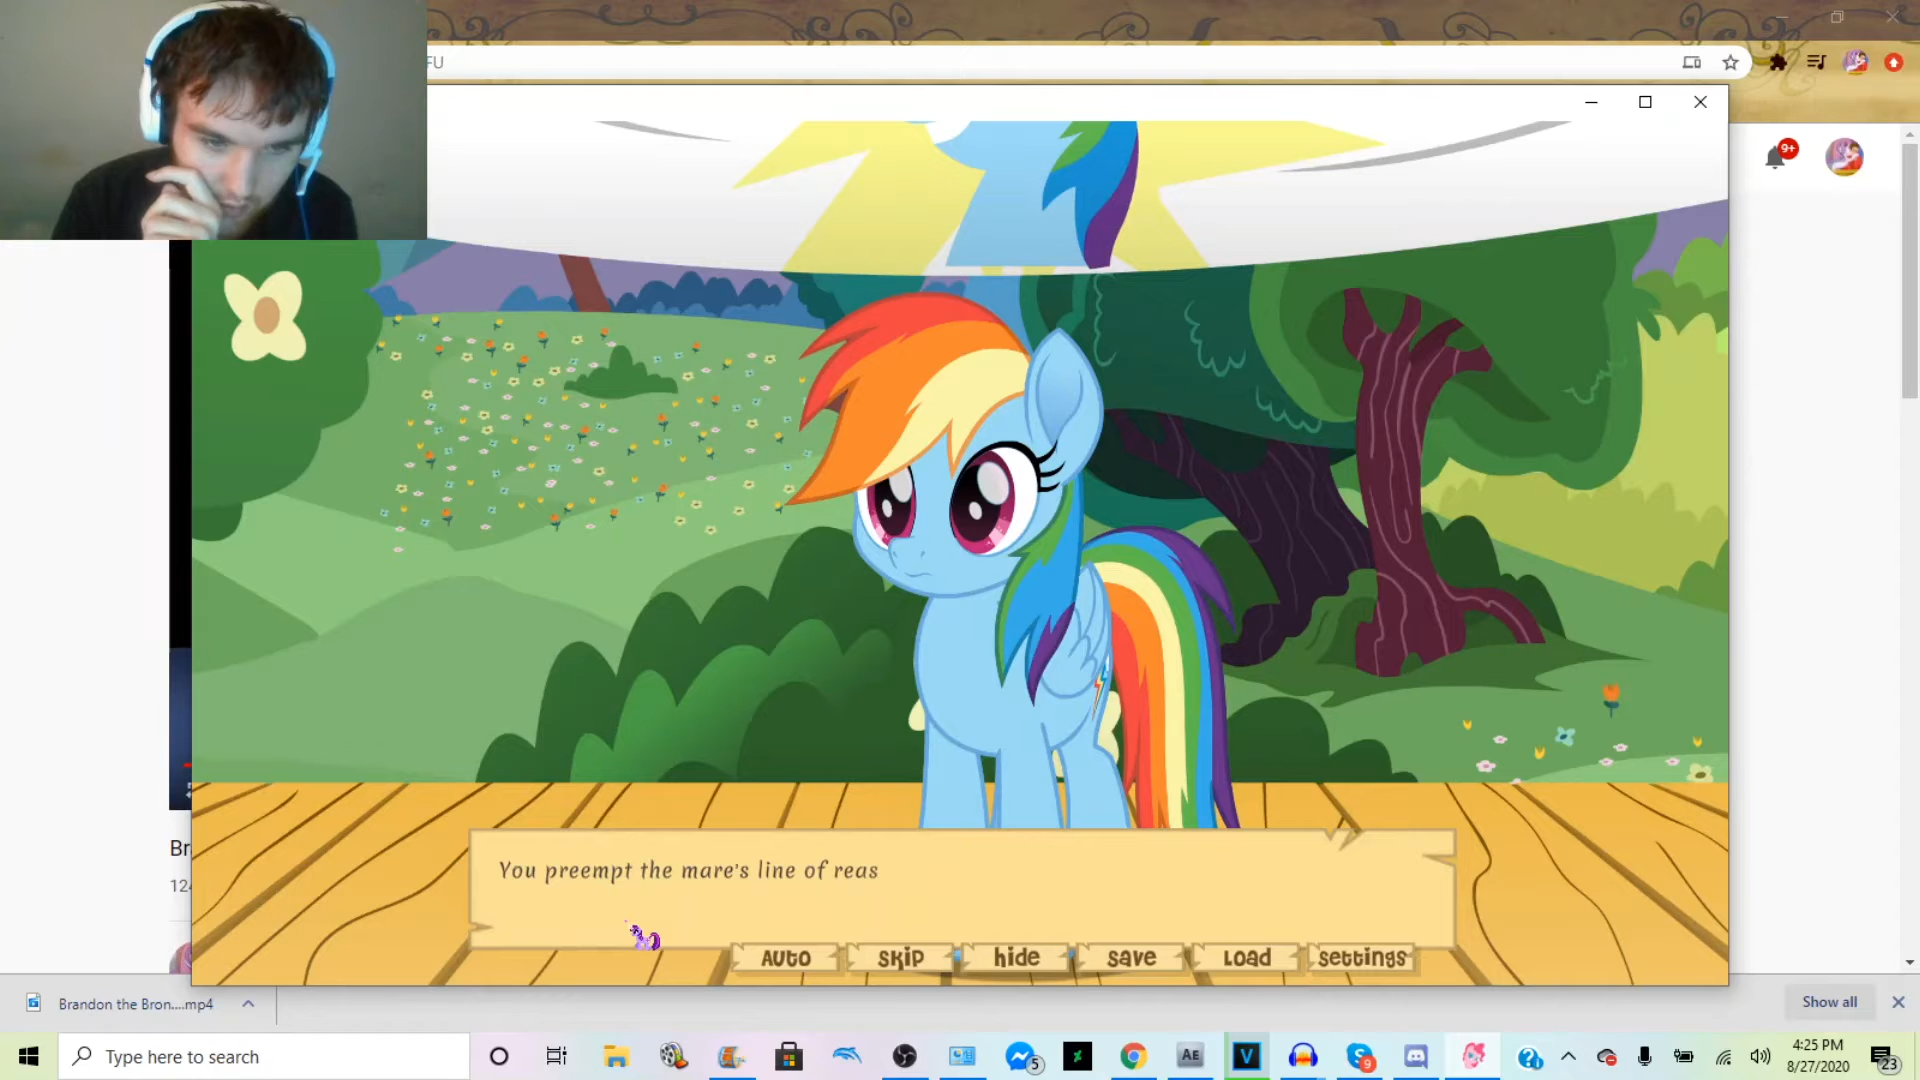 FU
9+
You preempt the mare's line of reas
Auto
skip
hide
save
Load
settings
Br
12
Brandon the Bron....mp4
Show all
Type here to search
5
AE
V
9
4:25 PM
8/27/2020
23